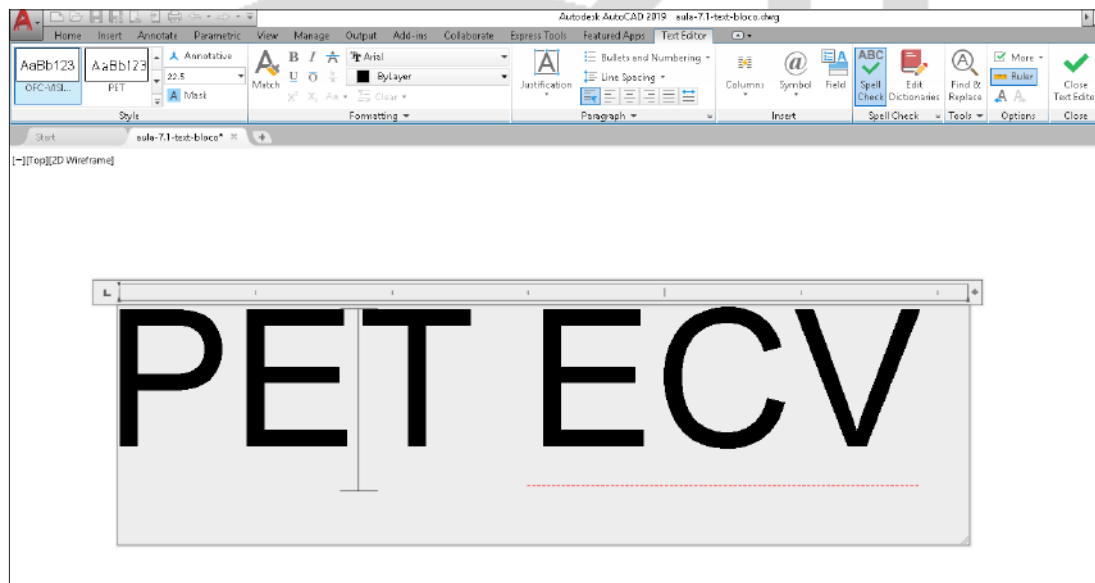 Autodesk AutoCAD 2019 aula-7.1-text-bloco.dwg
Home Insert Annotate Parametric View Manage Output Add-ins Collaborate Express Tools Featured Apps Text Editor
AaBb123 AaBb123 Annotative
22.5
Mask
PET
Style
Match
B I A Arial
U O ByLayer
X² X₂ Aa Clear
Formatting
A
Justification
Bullets and Numbering
Line Spacing
Paragraph
Columns
@
Symbol
Field
Insert
ABC
Spell Check
Edit Dictionaries
Spell Check
Find & Replace
Tools
More
Ruler
Options
Close Text Edito
Close
Start aula-7.1-text-bloco*
[−][Top][2D Wireframe]
PET ECV